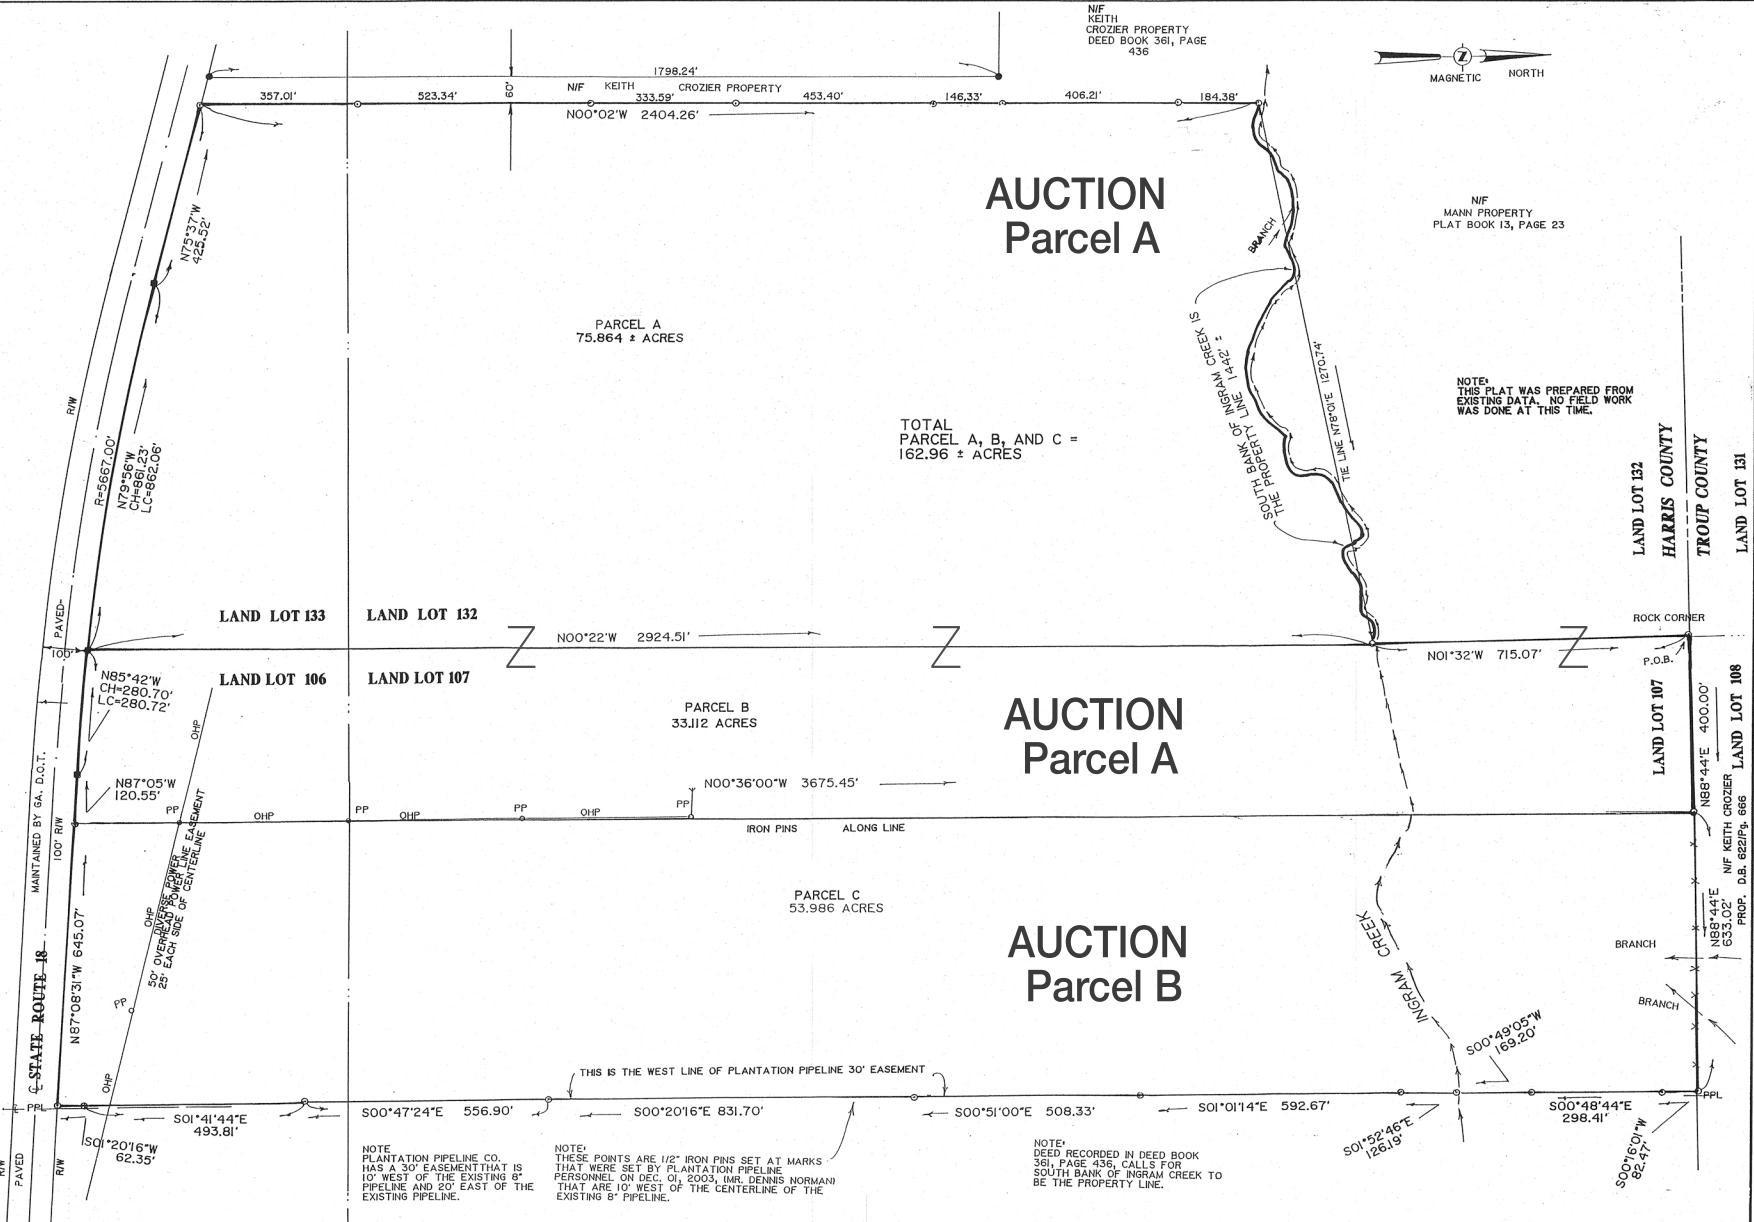 N/F
KEITH
CROZIER PROPERTY
DEED BOOK 361, PAGE
436
MAGNETIC
Z
NORTH
1798.24'
60'
N/F KEITH CROZIER PROPERTY
357.01'
523.34'
333.59'
453.40'
146.33'
406.21'
184.38'
N00°02'W 2404.26'
AUCTION
Parcel A
N/F
MANN PROPERTY
PLAT BOOK 13, PAGE 23
BRANCH
N75°37'W
425.52'
PARCEL A
75.864 ± ACRES
SOUTH BANK OF INGRAM CREEK IS
THE PROPERTY LINE 1442' ±
TIE LINE N78°01'E 1270.74'
NOTE:
THIS PLAT WAS PREPARED FROM
EXISTING DATA. NO FIELD WORK
WAS DONE AT THIS TIME.
TOTAL
PARCEL A, B, AND C =
162.96 ± ACRES
R/W
R=5667.00'
N79°56'W
CH=861.23'
LC=862.06'
LAND LOT 132
HARRIS COUNTY
TROUP COUNTY
LAND LOT 131
PAVED
100'
LAND LOT 133
LAND LOT 132
N00°22'W 2924.51'
Z
Z
Z
ROCK CORNER
N01°32'W 715.07'
P.O.B.
N85°42'W
CH=280.70'
LC=280.72'
LAND LOT 106
LAND LOT 107
PARCEL B
33.112 ACRES
AUCTION
Parcel A
LAND LOT 107
N88°44'E 400.00'
LAND LOT 108
OHP
N87°05'W
120.55'
N00°36'00"W 3675.45'
PP
OHP
PP
OHP
PP
OHP
PP
IRON PINS ALONG LINE
MAINTAINED BY GA. D.O.T.
100' R/W
DIVERSE POWER
50' OVERHEAD POWER LINE EASEMENT
25' EACH SIDE OF CENTERLINE
OHP
PP
OHP
N87°08'31"W 645.07'
PARCEL C
53.986 ACRES
AUCTION
Parcel B
INGRAM CREEK
N88°44'E
633.02'
N/F KEITH CROZIER
PROP. D.B. 622/Pg. 666
BRANCH
BRANCH
S00°49'05"W
169.20'
STATE ROUTE 18
THIS IS THE WEST LINE OF PLANTATION PIPELINE 30' EASEMENT
PPL
S01°41'44"E
493.81'
S00°47'24"E 556.90'
S00°20'16"E 831.70'
S00°51'00"E 508.33'
S01°01'14"E 592.67'
S01°52'46"E
126.19'
S00°48'44"E
298.41'
PPL
S00°16'01"W
82.47'
S01°20'16"W
62.35'
R/W
PAVED
R/W
NOTE
PLANTATION PIPELINE CO.
HAS A 30' EASEMENT THAT IS
10' WEST OF THE EXISTING 8"
PIPELINE AND 20' EAST OF THE
EXISTING PIPELINE.
NOTE:
THESE POINTS ARE 1/2" IRON PINS SET AT MARKS
THAT WERE SET BY PLANTATION PIPELINE
PERSONNEL ON DEC. 01, 2003, (MR. DENNIS NORMAN)
THAT ARE 10' WEST OF THE CENTERLINE OF THE
EXISTING 8" PIPELINE.
NOTE:
DEED RECORDED IN DEED BOOK
361, PAGE 436, CALLS FOR
SOUTH BANK OF INGRAM CREEK TO
BE THE PROPERTY LINE.